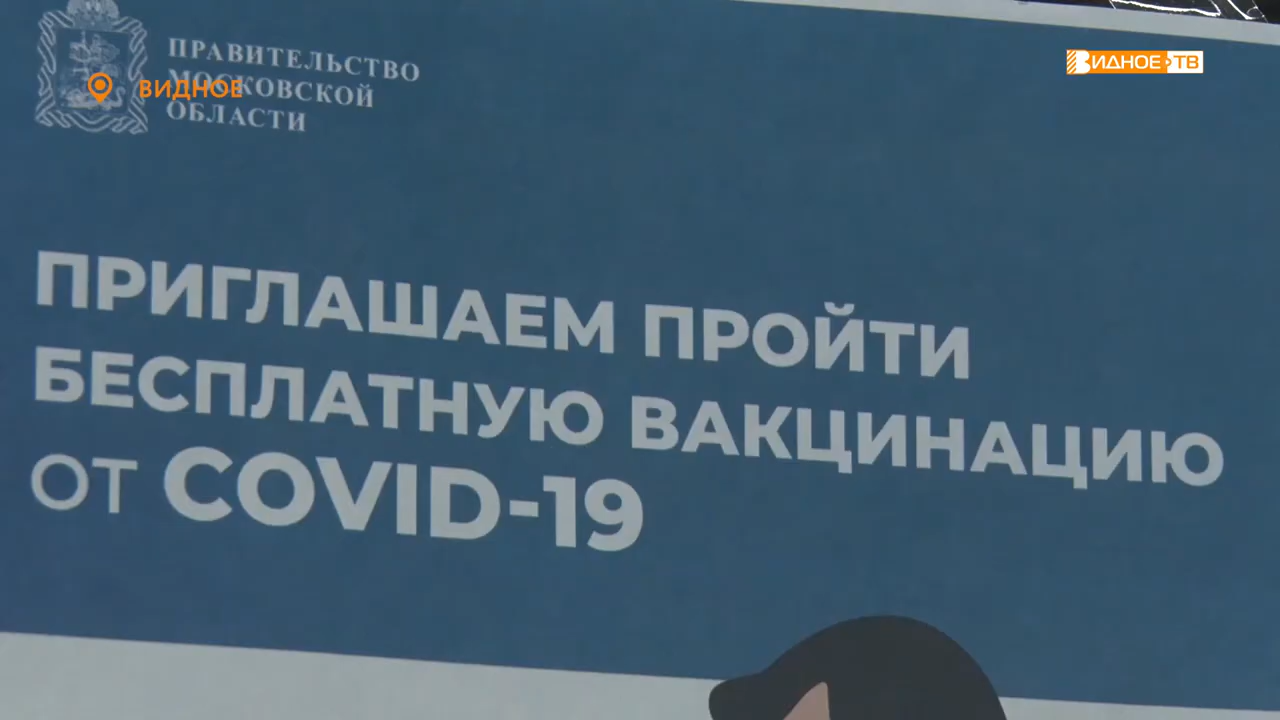 ПРАВИТЕЛЬСТВО
МОСКОВСКОЙ
ОБЛАСТИ
ВИДНОЕ
ВИДНОЕ ТВ
ПРИГЛАШАЕМ ПРОЙТИ
БЕСПЛАТНУЮ ВАКЦИНАЦИЮ
ОТ COVID-19